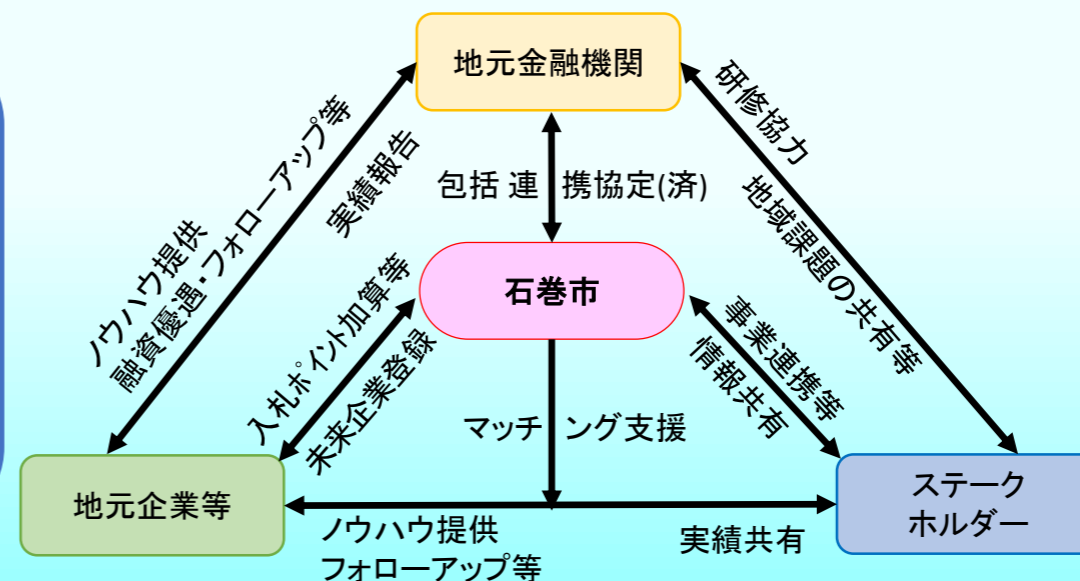 地元金融機関
ノウハウ提供
融資優遇・フォローアップ等
実績報告
包括 連携協定(済)
研修協力
地域課題の共有等
石巻市
入札ポイント加算等
未来企業登録
マッチング支援
事業連携等
情報共有
地元企業等
ステーク
ホルダー
ノウハウ提供
フォローアップ等
実績共有